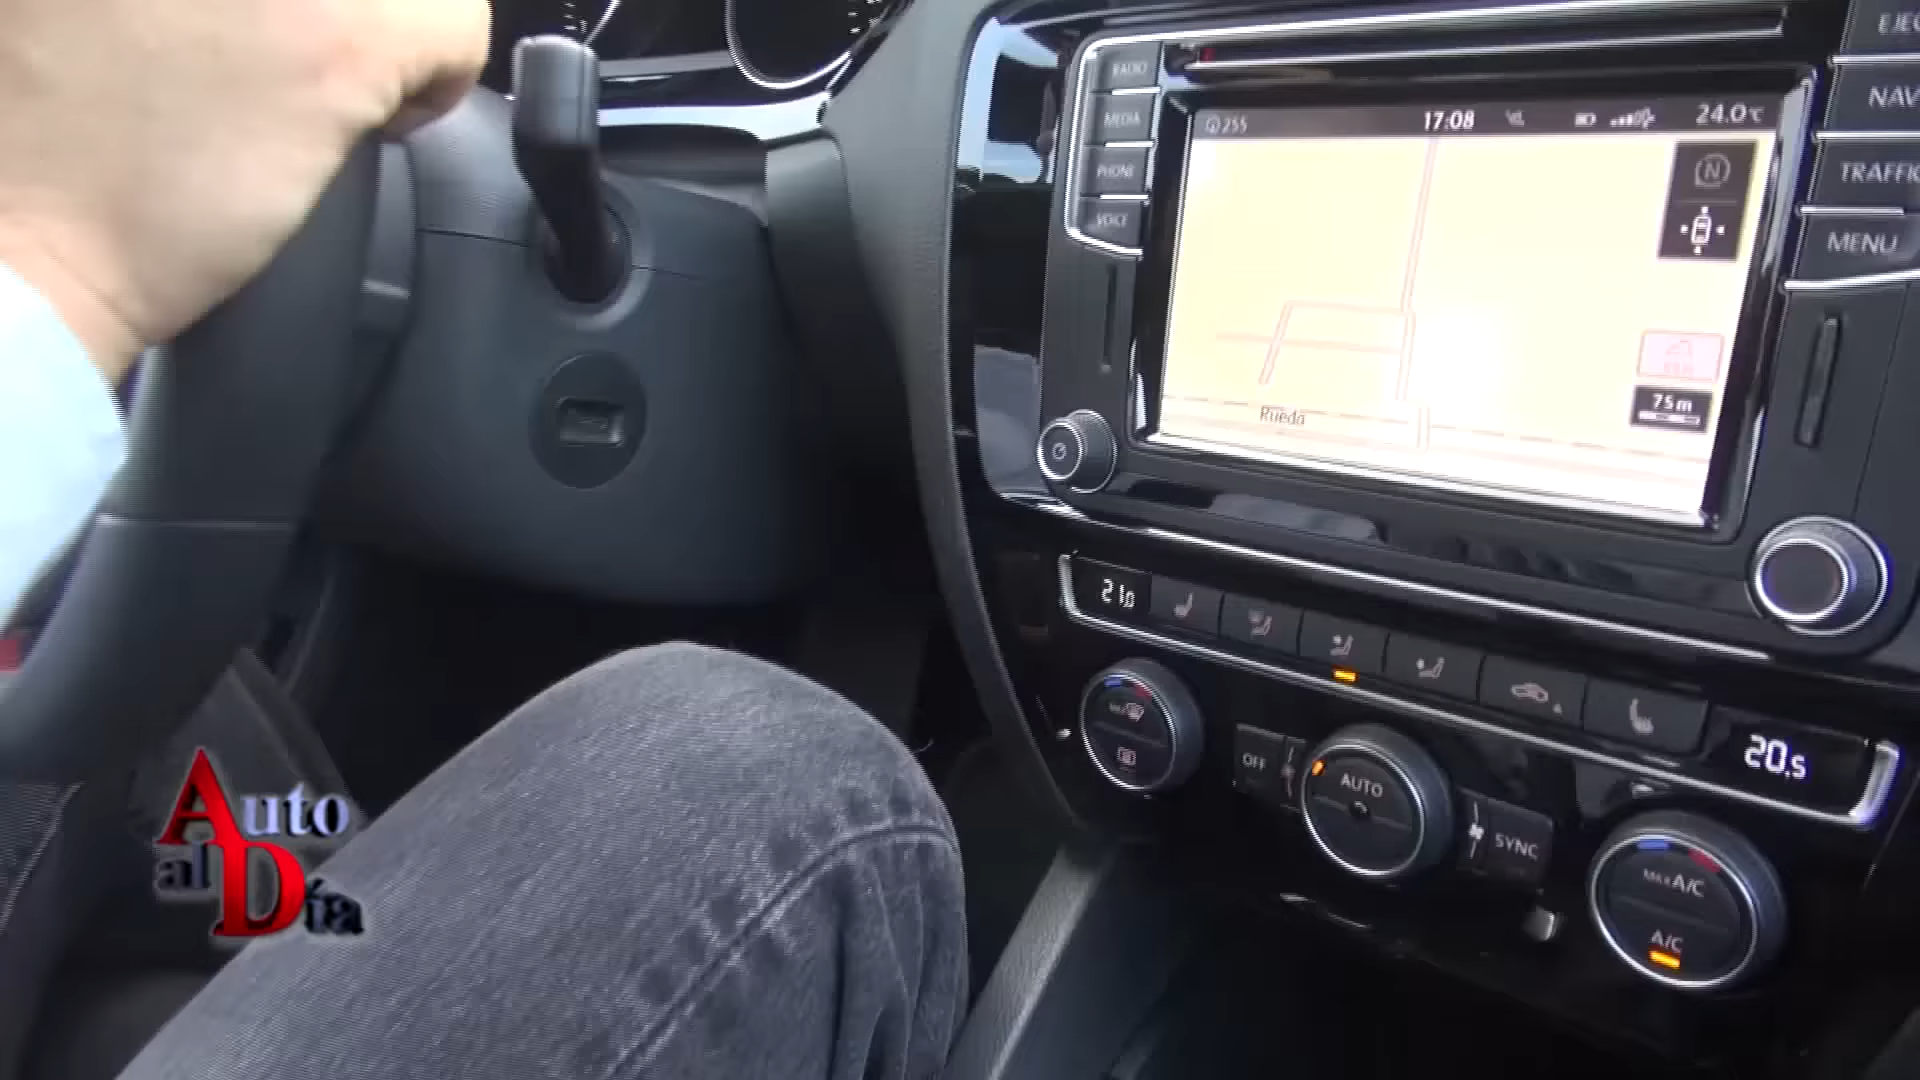 RADIO
MEDIA
PHONE
VOICE
255
17:08
24.0°C
N
75m
Rueda
NAV
TRAFFIC
MENU
21.0
20.5
OFF
AUTO
SYNC
MAX A/C
A/C
Auto
al Día